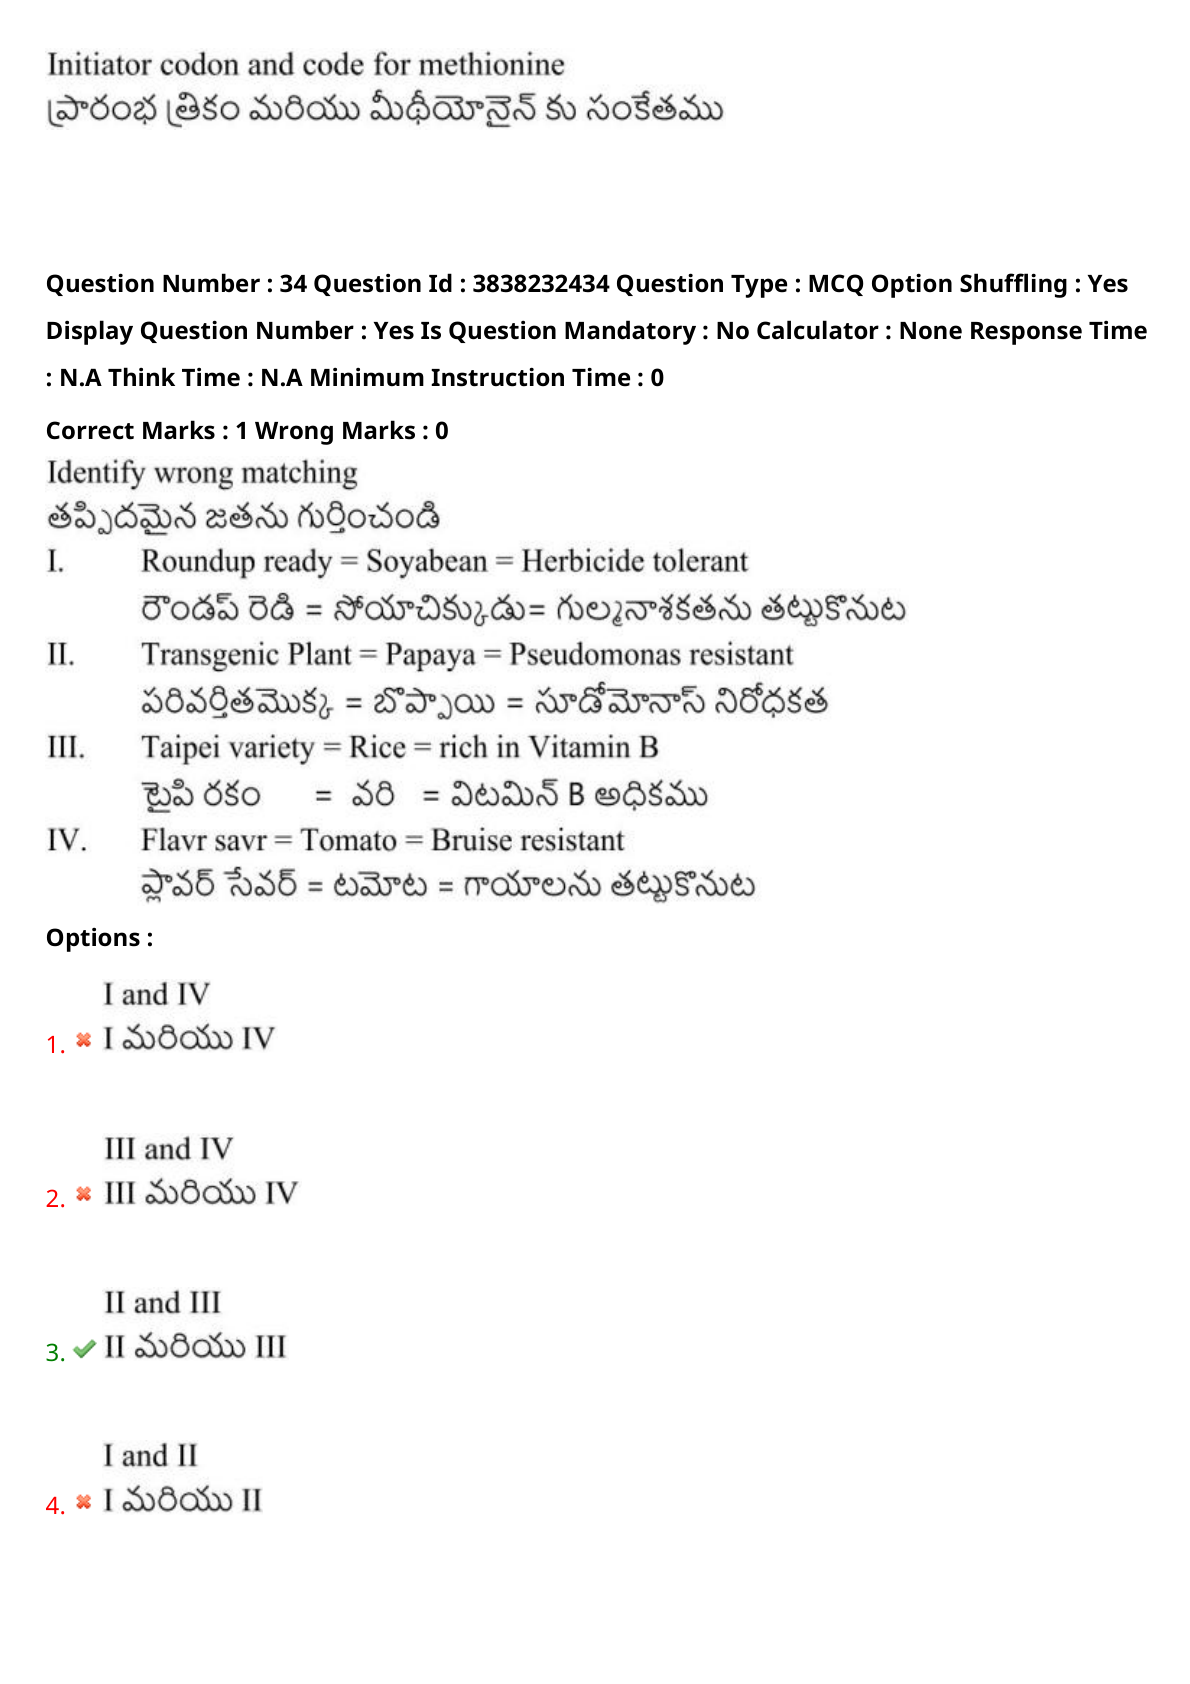 Initiator codon and code for methionine
ప్రారంభ త్రికం మరియు మీథీయోనైన్ కు సంకేతము
Question Number : 34 Question Id : 3838232434 Question Type : MCQ Option Shuffling : Yes
Display Question Number : Yes Is Question Mandatory : No Calculator : None Response Time
: N.A Think Time : N.A Minimum Instruction Time : 0
Correct Marks : 1 Wrong Marks : 0
Identify wrong matching
తప్పిదమైన జతను గుర్తించండి
I. Roundup ready = Soyabean = Herbicide tolerant
రౌండప్ రెడి = సోయాచిక్కుడు= గుల్మనాశకతను తట్టుకొనుట
II. Transgenic Plant = Papaya = Pseudomonas resistant
పరివర్తితమొక్క = బొప్పాయి = సూడోమోనాస్ నిరోధకత
III. Taipei variety = Rice = rich in Vitamin B
టైపి రకం = వరి = విటమిన్ B అధికము
IV. Flavr savr = Tomato = Bruise resistant
ప్లావర్ సేవర్ = టమోట = గాయాలను తట్టుకొనుట
Options :
I and IV
1. I మరియు IV
III and IV
2. III మరియు IV
II and III
3. II మరియు III
I and II
4. I మరియు II